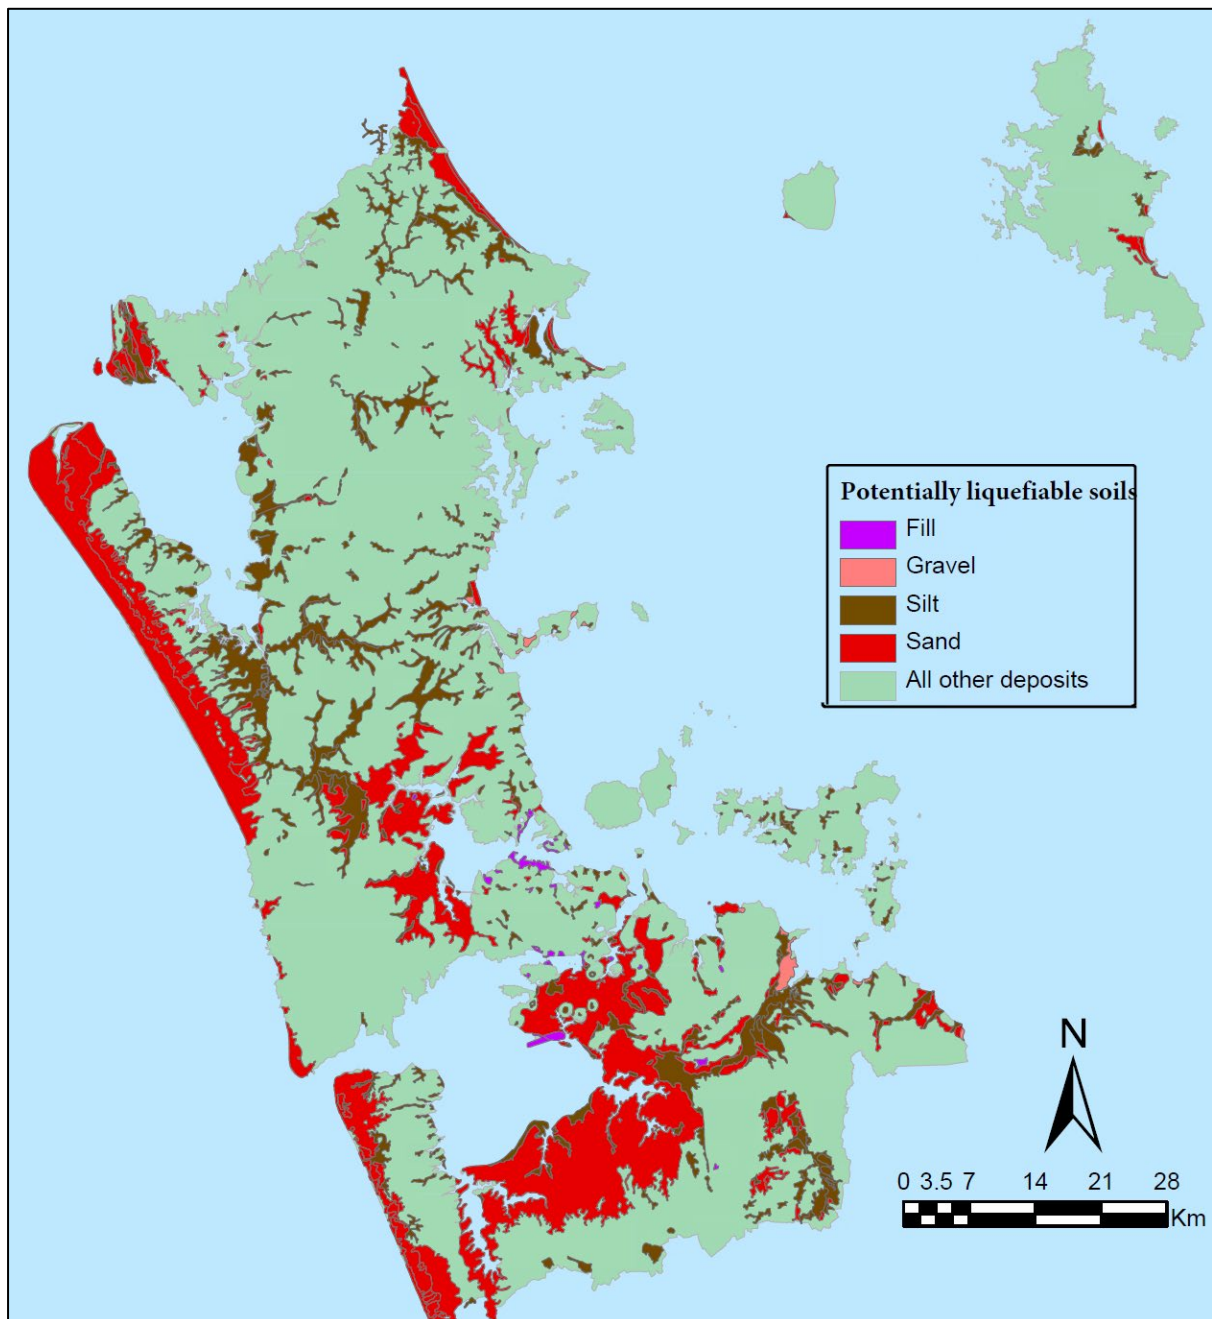 Potentially liquefiable soils
Fill
Gravel
Silt
Sand
All other deposits
N
0 3.5 7 14 21 28
Km